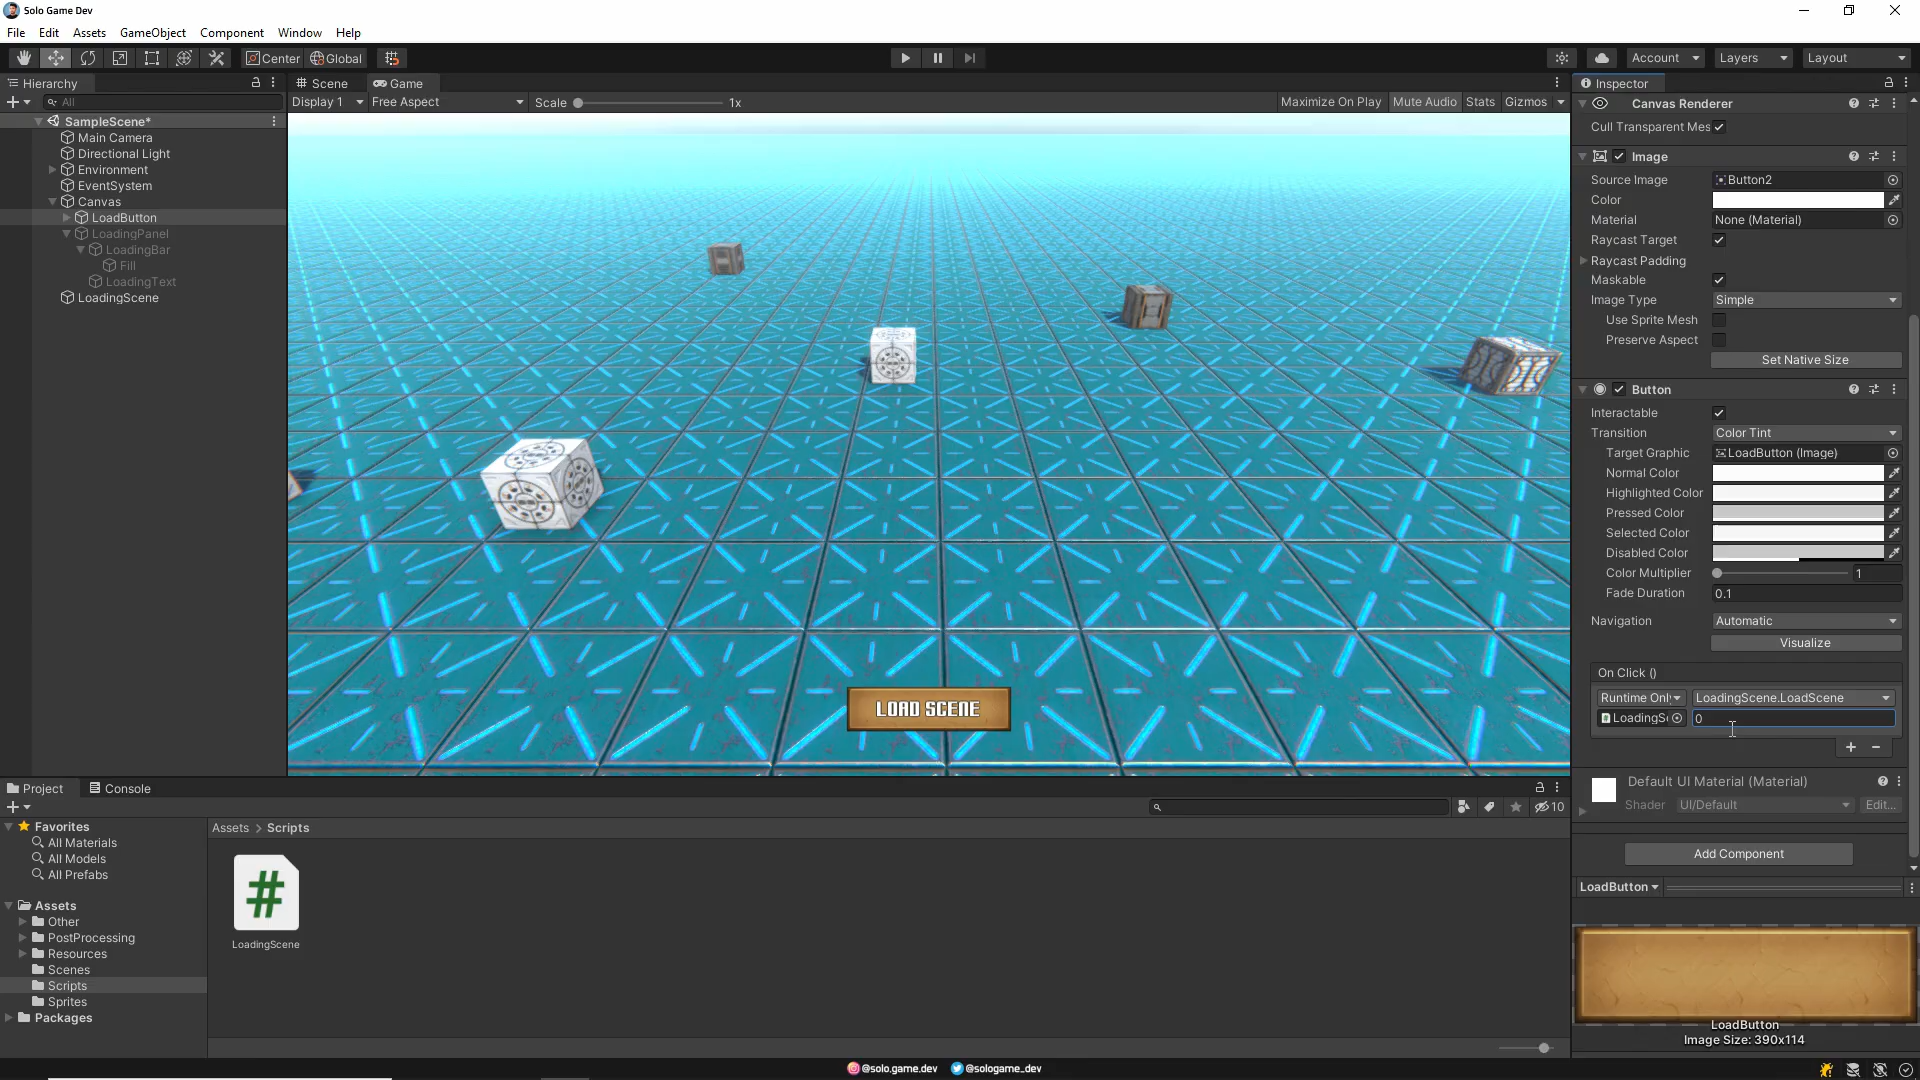 Solo Game Dev
File Edit Assets GameObject Component Window Help
Center Global
Account Layers Layout
Hierarchy
All
SampleScene*
Main Camera
Directional Light
Environment
EventSystem
Canvas
LoadButton
LoadingPanel
LoadingBar
Fill
LoadingText
LoadingScene
Scene Game
Display 1 Free Aspect Scale 1x Maximize On Play Mute Audio Stats Gizmos
LOAD SCENE
Inspector
Canvas Renderer
Cull Transparent Mes
Image
Source Image Button2
Color
Material None (Material)
Raycast Target
Raycast Padding
Maskable
Image Type Simple
Use Sprite Mesh
Preserve Aspect
Set Native Size
Button
Interactable
Transition Color Tint
Target Graphic LoadButton (Image)
Normal Color
Highlighted Color
Pressed Color
Selected Color
Disabled Color
Color Multiplier 1
Fade Duration 0.1
Navigation Automatic
Visualize
On Click ()
Runtime Onl LoadingScene.LoadScene
LoadingSc 0
Default UI Material (Material)
Shader UI/Default Edit...
Add Component
LoadButton
LoadButton
Image Size: 390x114
Project Console
10
Favorites
All Materials
All Models
All Prefabs
Assets
Other
PostProcessing
Resources
Scenes
Scripts
Sprites
Packages
Assets > Scripts
#
LoadingScene
@solo.game.dev @sologame_dev